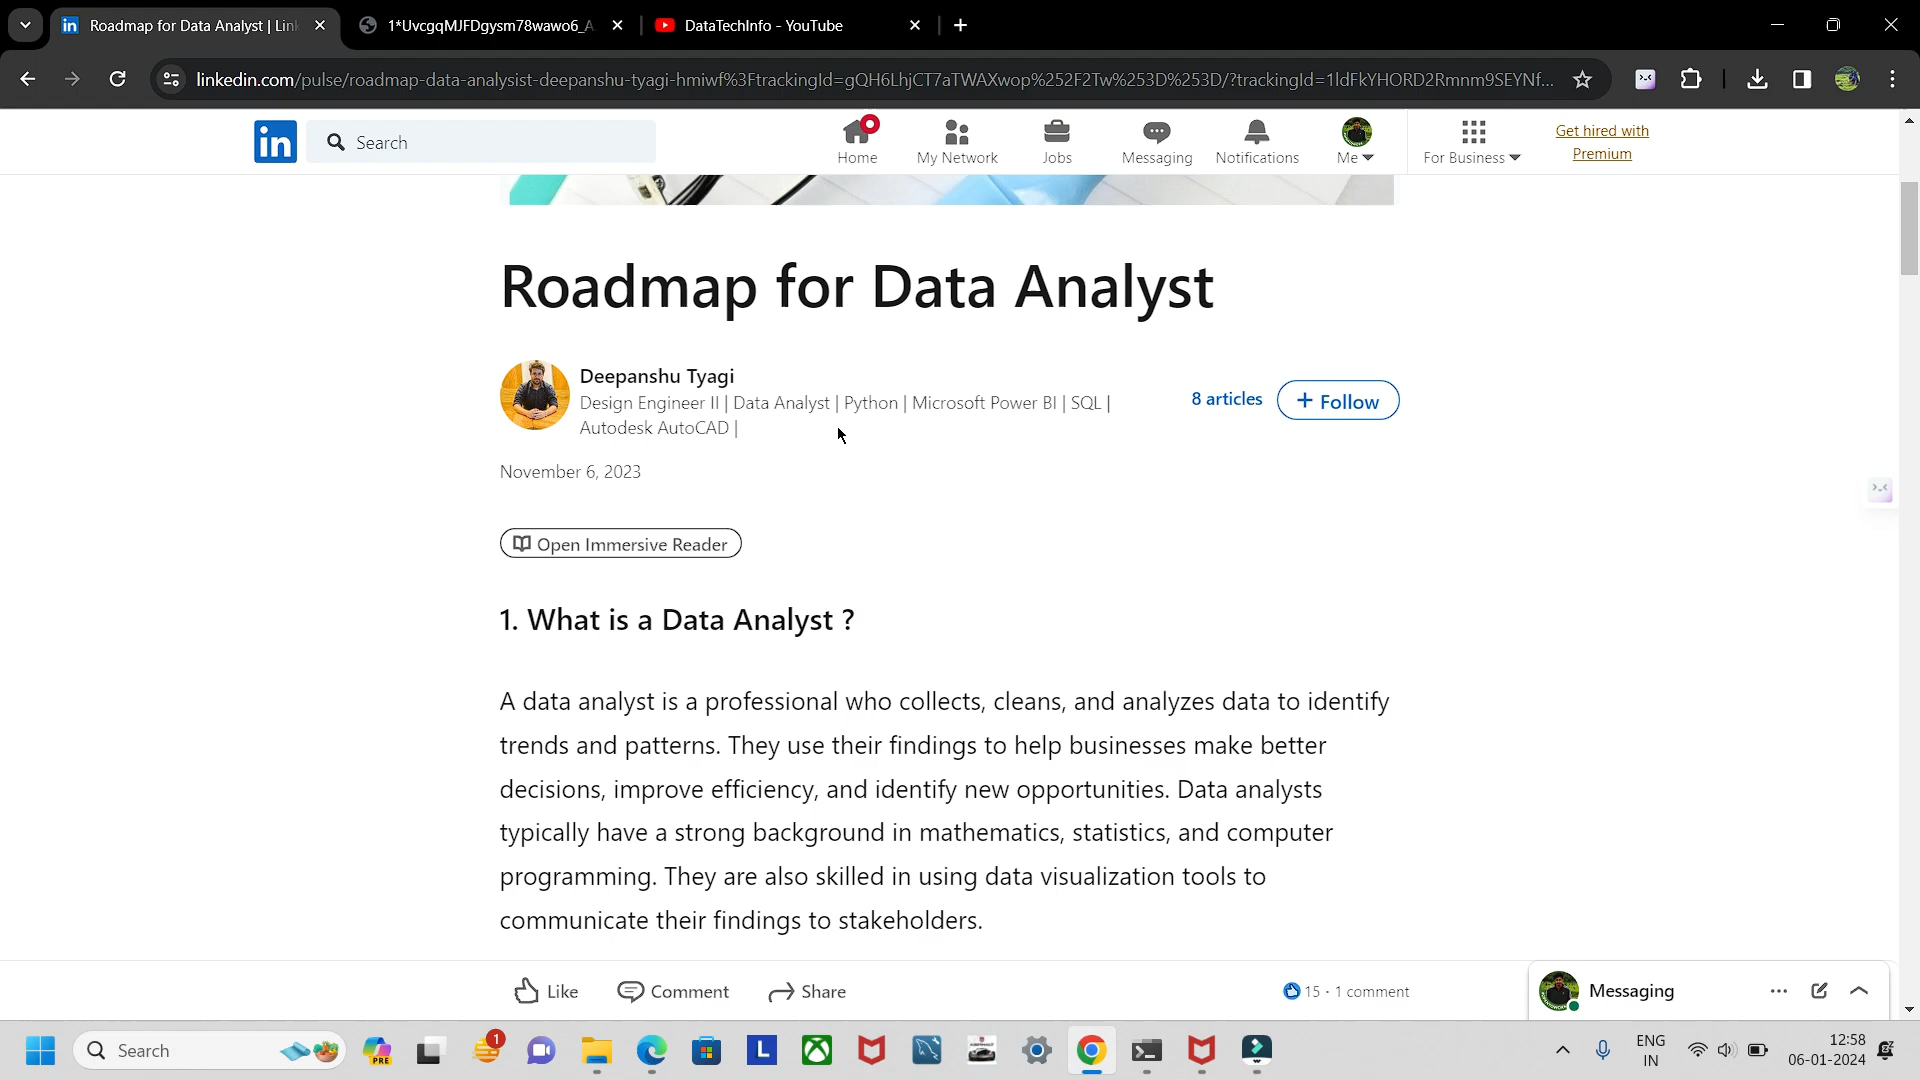 Roadmap for Data Analyst | Lin
1*UvcgqMJFDgysm78wawo6_A
DataTechInfo - YouTube
linkedin.com/pulse/roadmap-data-analysist-deepanshu-tyagi-hmiwf%3FtrackingId=gQH6LhjCT7aTWAXwop%252F2Tw%253D%253D/?trackingId=1ldFkYHORD2Rmnm9SEYNf...
in
Search
Home
My Network
Jobs
Messaging
Notifications
Me
For Business
Get hired with
Premium
Roadmap for Data Analyst
Deepanshu Tyagi
Design Engineer II | Data Analyst | Python | Microsoft Power BI | SQL |
Autodesk AutoCAD |
8 articles
+ Follow
November 6, 2023
Open Immersive Reader
1. What is a Data Analyst ?
A data analyst is a professional who collects, cleans, and analyzes data to identify
trends and patterns. They use their findings to help businesses make better
decisions, improve efficiency, and identify new opportunities. Data analysts
typically have a strong background in mathematics, statistics, and computer
programming. They are also skilled in using data visualization tools to
communicate their findings to stakeholders.
Like
Comment
Share
15 · 1 comment
Messaging
Search
PRE
1
L
ENG
IN
12:58
06-01-2024